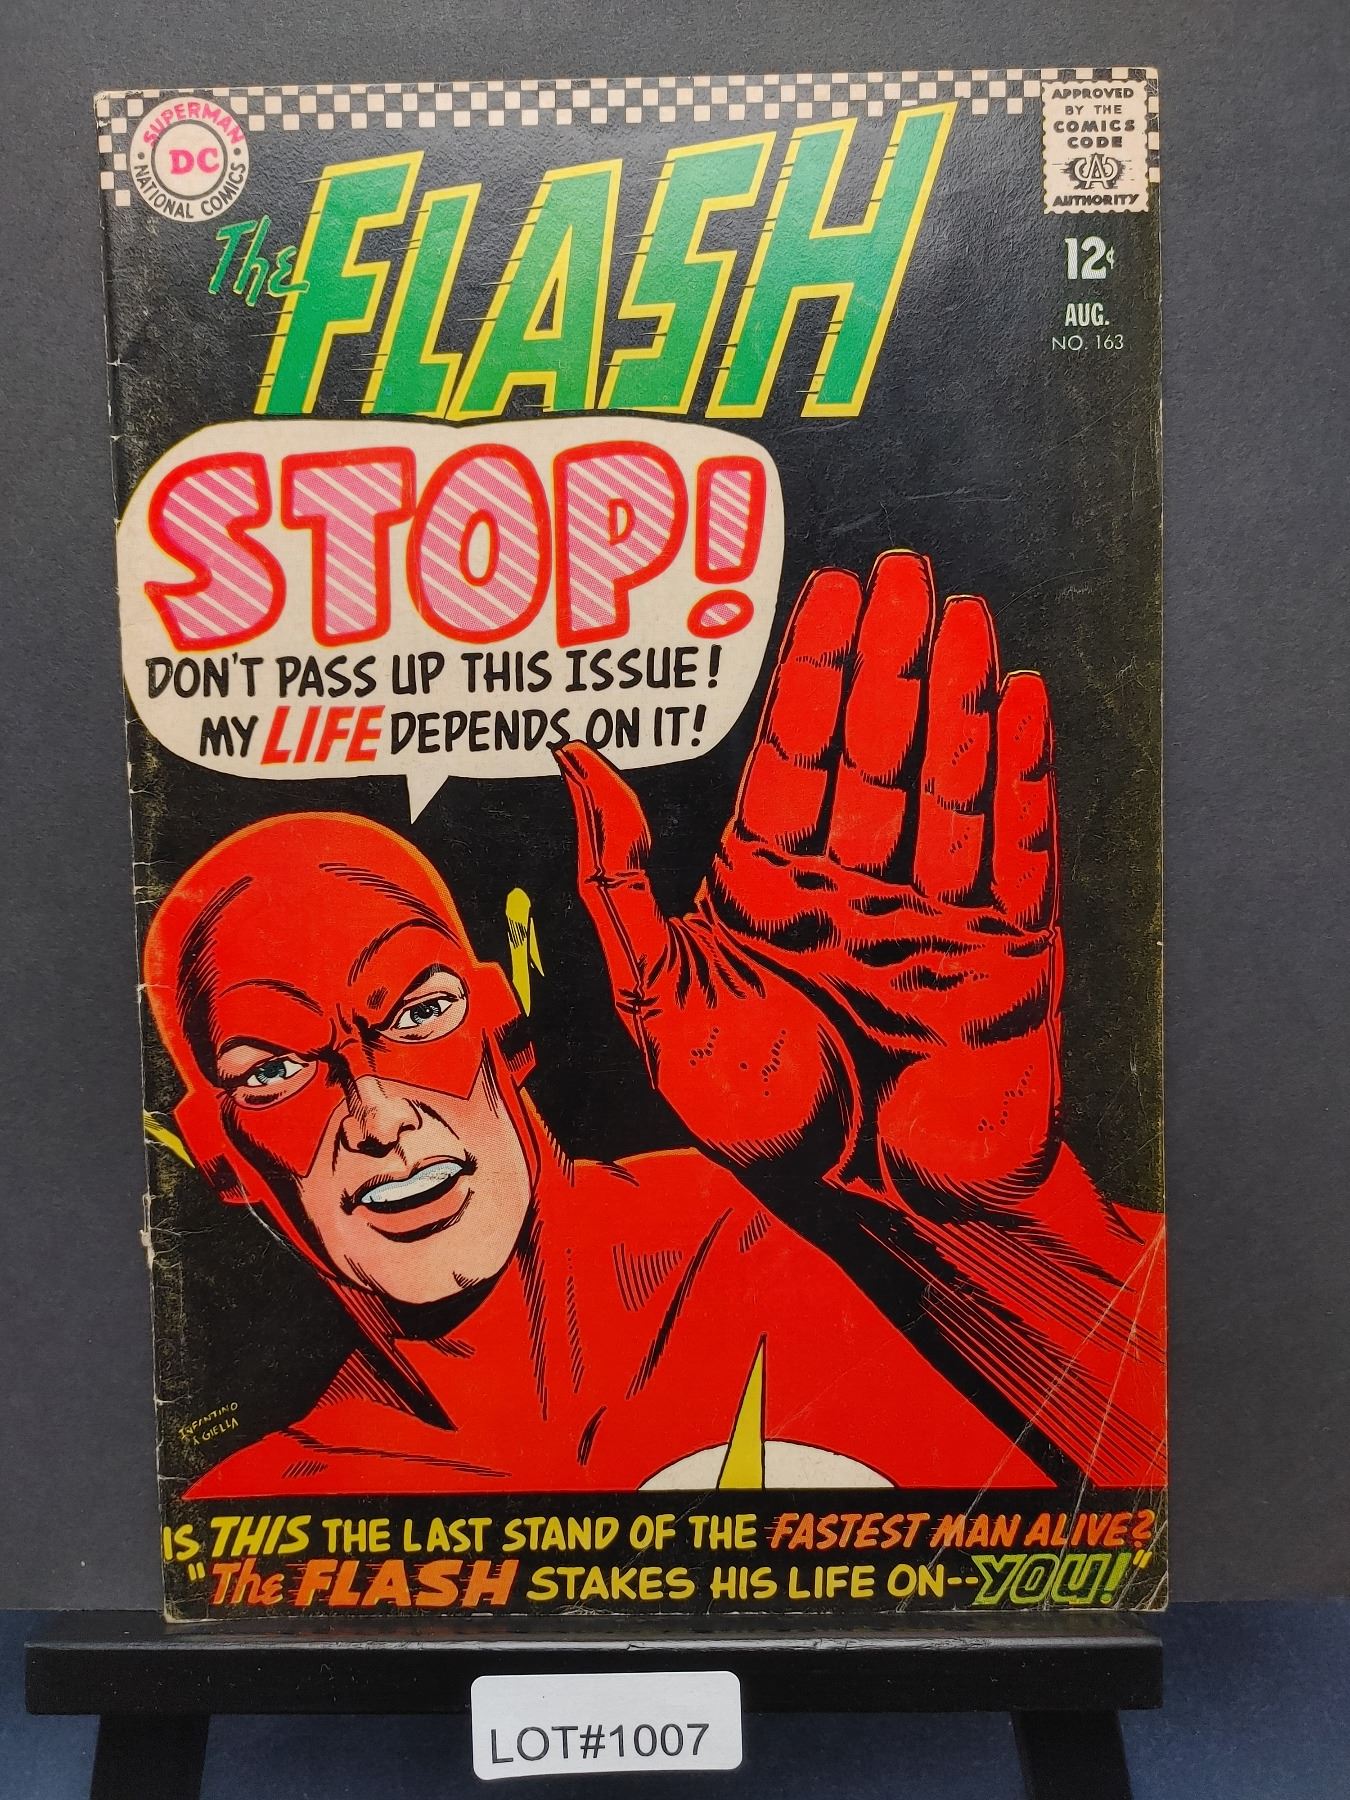 SUPERMAN
DC
NATIONAL COMICS
APPROVED
BY THE
COMICS
CODE
CA
AUTHORITY
The FLASH
12¢
AUG.
NO. 163
STOP!
DON'T PASS UP THIS ISSUE!
MY LIFE DEPENDS ON IT!
INFANTINO
& GIELLA
IS THIS THE LAST STAND OF THE FASTEST MAN ALIVE?
"The FLASH STAKES HIS LIFE ON--YOU!"
LOT#1007